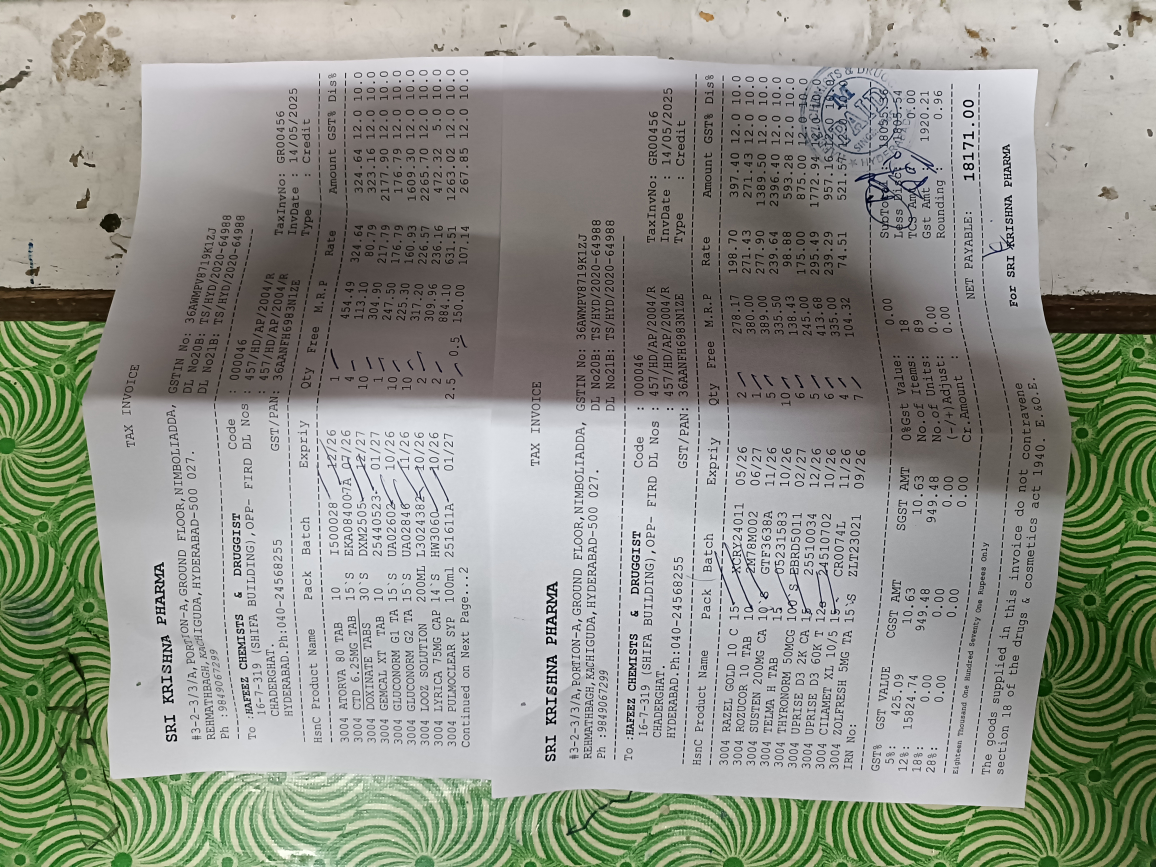 TAX INVOICE
SRI KRISHNA PHARMA
#3-2-3/3/A, PORTION-A, GROUND FLOOR, NIMBOLIADDA, GSTIN No: 36AWMPV8719K1ZJ
REHMATHBAGH, KACHIGUDA, HYDERABAD-500 027. DL No20B: TS/HYD/2020-64988
Ph : 9849067299 DL No21B: TS/HYD/2020-64988
To :HAFEEZ CHEMISTS & DRUGGIST Code : 000046 TaxInvNo: GR00456
16-7-319 (SHIFA BUILDING),OPP- FIRD DL Nos : 457/HD/AP/2004/R InvDate : 14/05/2025
CHADERGHAT. : 457/HD/AP/2004/R Type : Credit
HYDERABAD.Ph:040-24568255 GST/PAN: 36AANFH6983N1ZE
HsnC Product Name Pack Batch Expriy Qty Free M.R.P Rate Amount GST% Dis%
3004 ATORVA 80 TAB 10 I500028 12/26 1 454.49 324.64 324.64 12.0 10.0
3004 CTD 6.25MG TAB 15'S EKA084007A 07/26 4 113.10 80.79 323.16 12.0 10.0
3004 DOXINATE TABS 30'S DXM2505 12/27 10 304.90 217.79 2177.90 12.0 10.0
3004 GEMCAL XT TAB 10 25440523 01/27 1 247.50 176.79 176.79 12.0 10.0
3004 GLUCONORM G1 TA 15'S UA02602 10/26 10 225.30 160.93 1609.30 12.0 10.0
3004 GLUCONORM G2 TA 15'S UA02846 11/26 10 317.20 226.57 2265.70 12.0 10.0
3004 LOOZ SOLUTION 200ML L3024382 10/26 2 309.96 236.16 472.32 5.0 10.0
3004 LYRICA 75MG CAP 14'S HW3060 10/26 2 884.10 631.51 1263.02 12.0 10.0
3004 PULMOCLEAR SYP 100ml 251611A 01/27 2.5 0.5 150.00 107.14 267.85 12.0 10.0
Continued on Next Page...2
TAX INVOICE
SRI KRISHNA PHARMA
#3-2-3/3/A, PORTION-A, GROUND FLOOR, NIMBOLIADDA, GSTIN No: 36AWMPV8719K1ZJ
REHMATHBAGH, KACHIGUDA, HYDERABAD-500 027. DL No20B: TS/HYD/2020-64988
Ph :9849067299 DL No21B: TS/HYD/2020-64988
To :HAFEEZ CHEMISTS & DRUGGIST Code : 000046 TaxInvNo: GR00456
16-7-319 (SHIFA BUILDING),OPP- FIRD DL Nos : 457/HD/AP/2004/R InvDate : 14/05/2025
CHADERGHAT. : 457/HD/AP/2004/R Type : Credit
HYDERABAD.Ph:040-24568255 GST/PAN: 36AANFH6983N1ZE
HsnC Product Name Pack Batch Expriy Qty Free M.R.P Rate Amount GST% Dis%
3004 RAZEL GOLD 10 C 15 05/26 2 278.17 198.70 397.40 12.0 10.0
3004 ROZUCOR 10 TAB 10 2M78M002 06/27 1 380.00 271.43 271.43 12.0 10.0
3004 SUSTEN 200MG CA 10'S GTF3638A 11/26 5 389.00 277.90 1389.50 12.0 10.0
3004 TELMA H TAB 15 05231583 10/26 10 335.50 239.64 2396.40 12.0 10.0
3004 THYRONORM 50MCG 100'S 02/27 6 138.43 98.88 593.28 12.0 10.0
3004 UPRISE D3 2K CA 15 25510034 12/26 5 245.00 175.00 875.00 12.0 10.0
3004 UPRISE D3 60K T 24510702 10/26 6 413.68 295.49 1772.94
3004 CILAMET XL 10/5 15 CR0074L 11/26 4 335.00 239.29 957.16
3004 ZOLFRESH 5MG TA 15'S ZLT23021 09/26 7 104.32 74.51 521.57
IRN No:
GST% GST VALUE CGST AMT SGST AMT 0%Gst Value: 0.00 SubTotal
5%: 425.09 10.63 10.63 No.of Items: 18 Less Disc
12%: 15824.74 949.48 949.48 No.of Units: 89 TCS Amt 0.00
18%: 0.00 0.00 0.00 (-/+)Adjust: 0.00 Gst Amt : 1920.21
28%: 0.00 0.00 0.00 Cr.Amount : 0.00 Rounding : 0.96
Eighteen Thousand One Hundred Seventy One Rupees Only NET PAYABLE: 18171.00
The goods supplied in this invoice do not contravene
section 18 of the drugs & cosmetics act 1940. E.&O.E. For SRI KRISHNA PHARMA